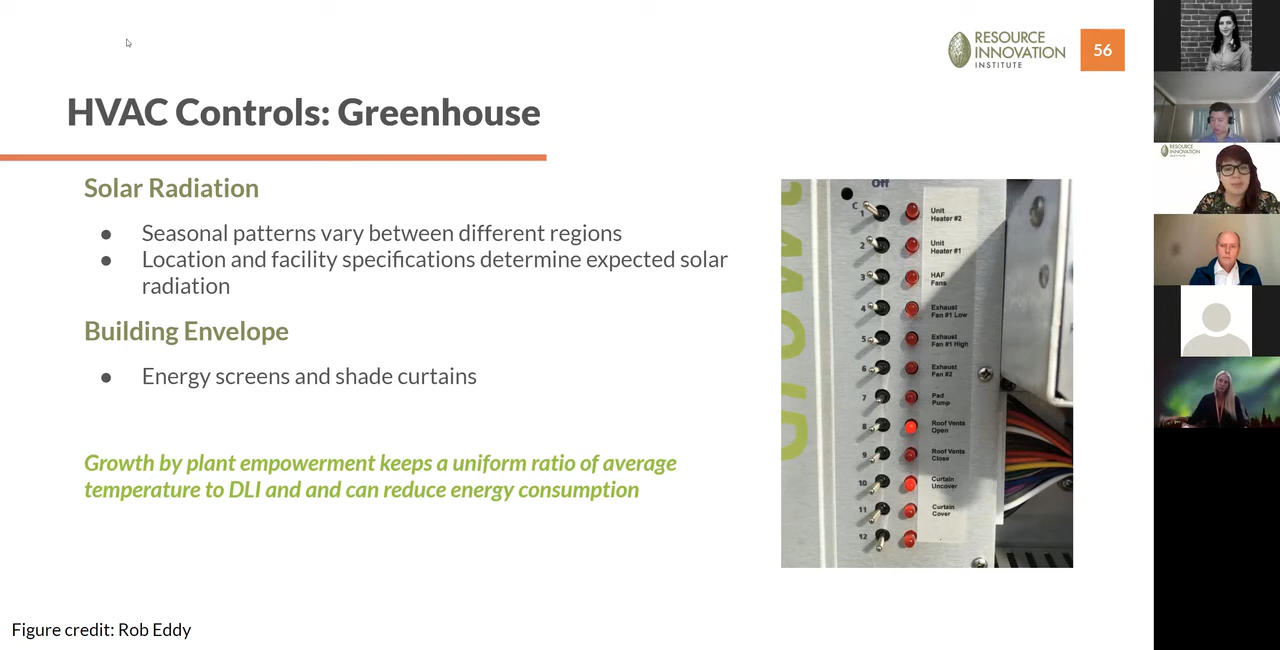 RESOURCE
INNOVATION
INSTITUTE
56
HVAC Controls: Greenhouse
Solar Radiation
● Seasonal patterns vary between different regions
● Location and facility specifications determine expected solar
radiation
Building Envelope
● Energy screens and shade curtains
Growth by plant empowerment keeps a uniform ratio of average
temperature to DLI and and can reduce energy consumption
Off
C
1 Unit
Heater #2
2 Unit
Heater #1
3 HAF
Fans
4 Exhaust
Fan #1 Low
5 Exhaust
Fan #1 High
6 Exhaust
Fan #2
7 Pad
Pump
8 Roof Vents
Open
9 Roof Vents
Close
10 Curtain
Uncover
11 Curtain
Cover
12
Figure credit: Rob Eddy
RESOURCE
INNOVATION
INSTITUTE